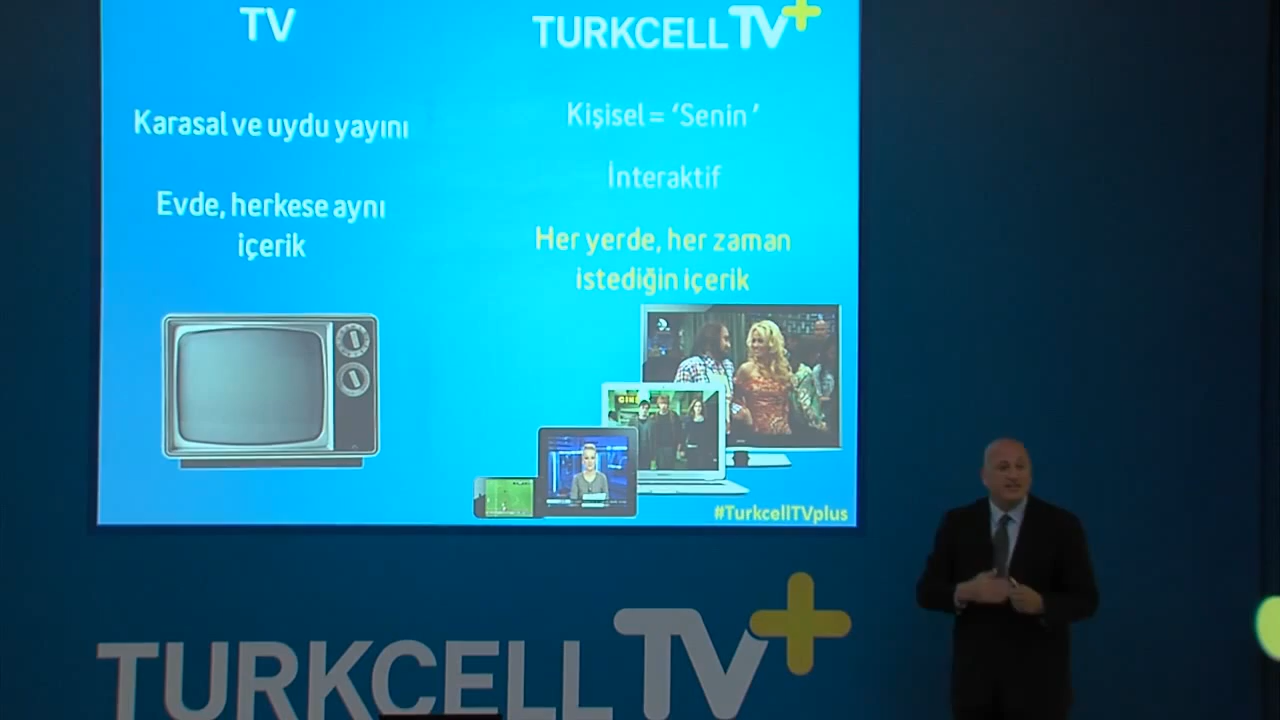 TV
Karasal ve uydu yayını
Evde, herkese aynı
içerik
TURKCELL TV+
Kişisel = ‘Senin’
İnteraktif
Her yerde, her zaman
istediğin içerik
#TurkcellTVplus
TURKCELL TV+